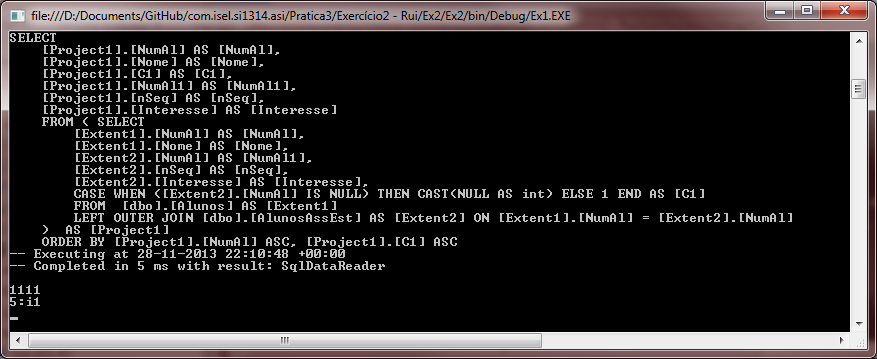 file:///D:/Documents/GitHub/com.isel.si1314.asi/Pratica3/Exercício2 - Rui/Ex2/Ex2/bin/Debug/Ex1.EXE
SELECT
    [Project1].[NumAl] AS [NumAl],
    [Project1].[Nome] AS [Nome],
    [Project1].[C1] AS [C1],
    [Project1].[NumAl1] AS [NumAl1],
    [Project1].[nSeq] AS [nSeq],
    [Project1].[Interesse] AS [Interesse]
    FROM ( SELECT
        [Extent1].[NumAl] AS [NumAl],
        [Extent1].[Nome] AS [Nome],
        [Extent2].[NumAl] AS [NumAl1],
        [Extent2].[nSeq] AS [nSeq],
        [Extent2].[Interesse] AS [Interesse],
        CASE WHEN ([Extent2].[NumAl] IS NULL) THEN CAST(NULL AS int) ELSE 1 END AS [C1]
        FROM  [dbo].[Alunos] AS [Extent1]
        LEFT OUTER JOIN [dbo].[AlunosAssEst] AS [Extent2] ON [Extent1].[NumAl] = [Extent2].[NumAl]
    )  AS [Project1]
    ORDER BY [Project1].[NumAl] ASC, [Project1].[C1] ASC
-- Executing at 28-11-2013 22:10:48 +00:00
-- Completed in 5 ms with result: SqlDataReader
1111
5:i1